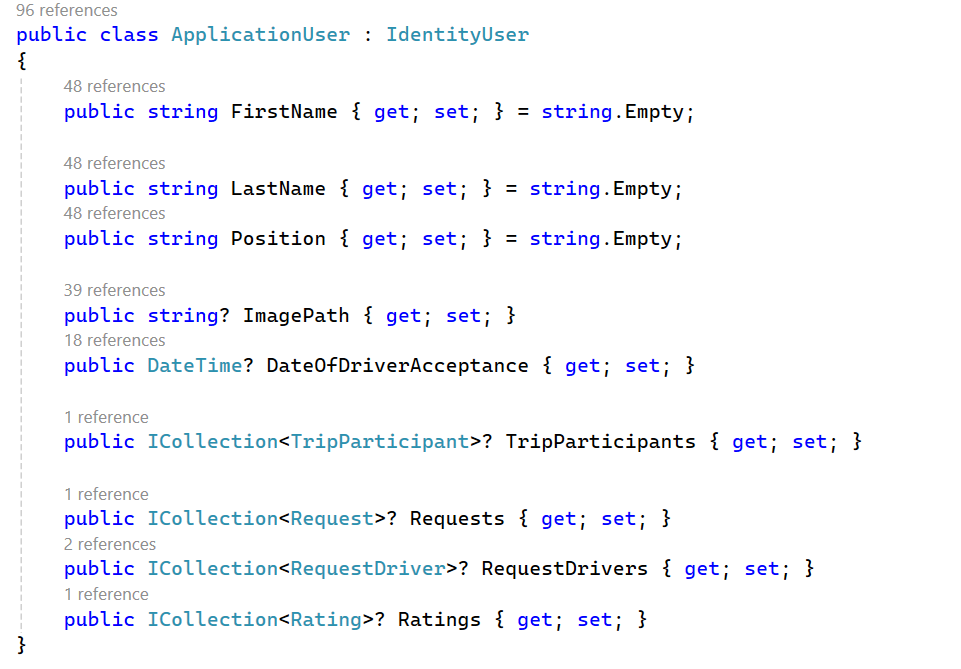 96 references
public class ApplicationUser : IdentityUser
{
48 references
public string FirstName { get; set; } = string.Empty;
48 references
public string LastName { get; set; } = string.Empty;
48 references
public string Position { get; set; } = string.Empty;
39 references
public string? ImagePath { get; set; }
18 references
public DateTime? DateOfDriverAcceptance { get; set; }
1 reference
public ICollection<TripParticipant>? TripParticipants { get; set; }
1 reference
public ICollection<Request>? Requests { get; set; }
2 references
public ICollection<RequestDriver>? RequestDrivers { get; set; }
1 reference
public ICollection<Rating>? Ratings { get; set; }
}